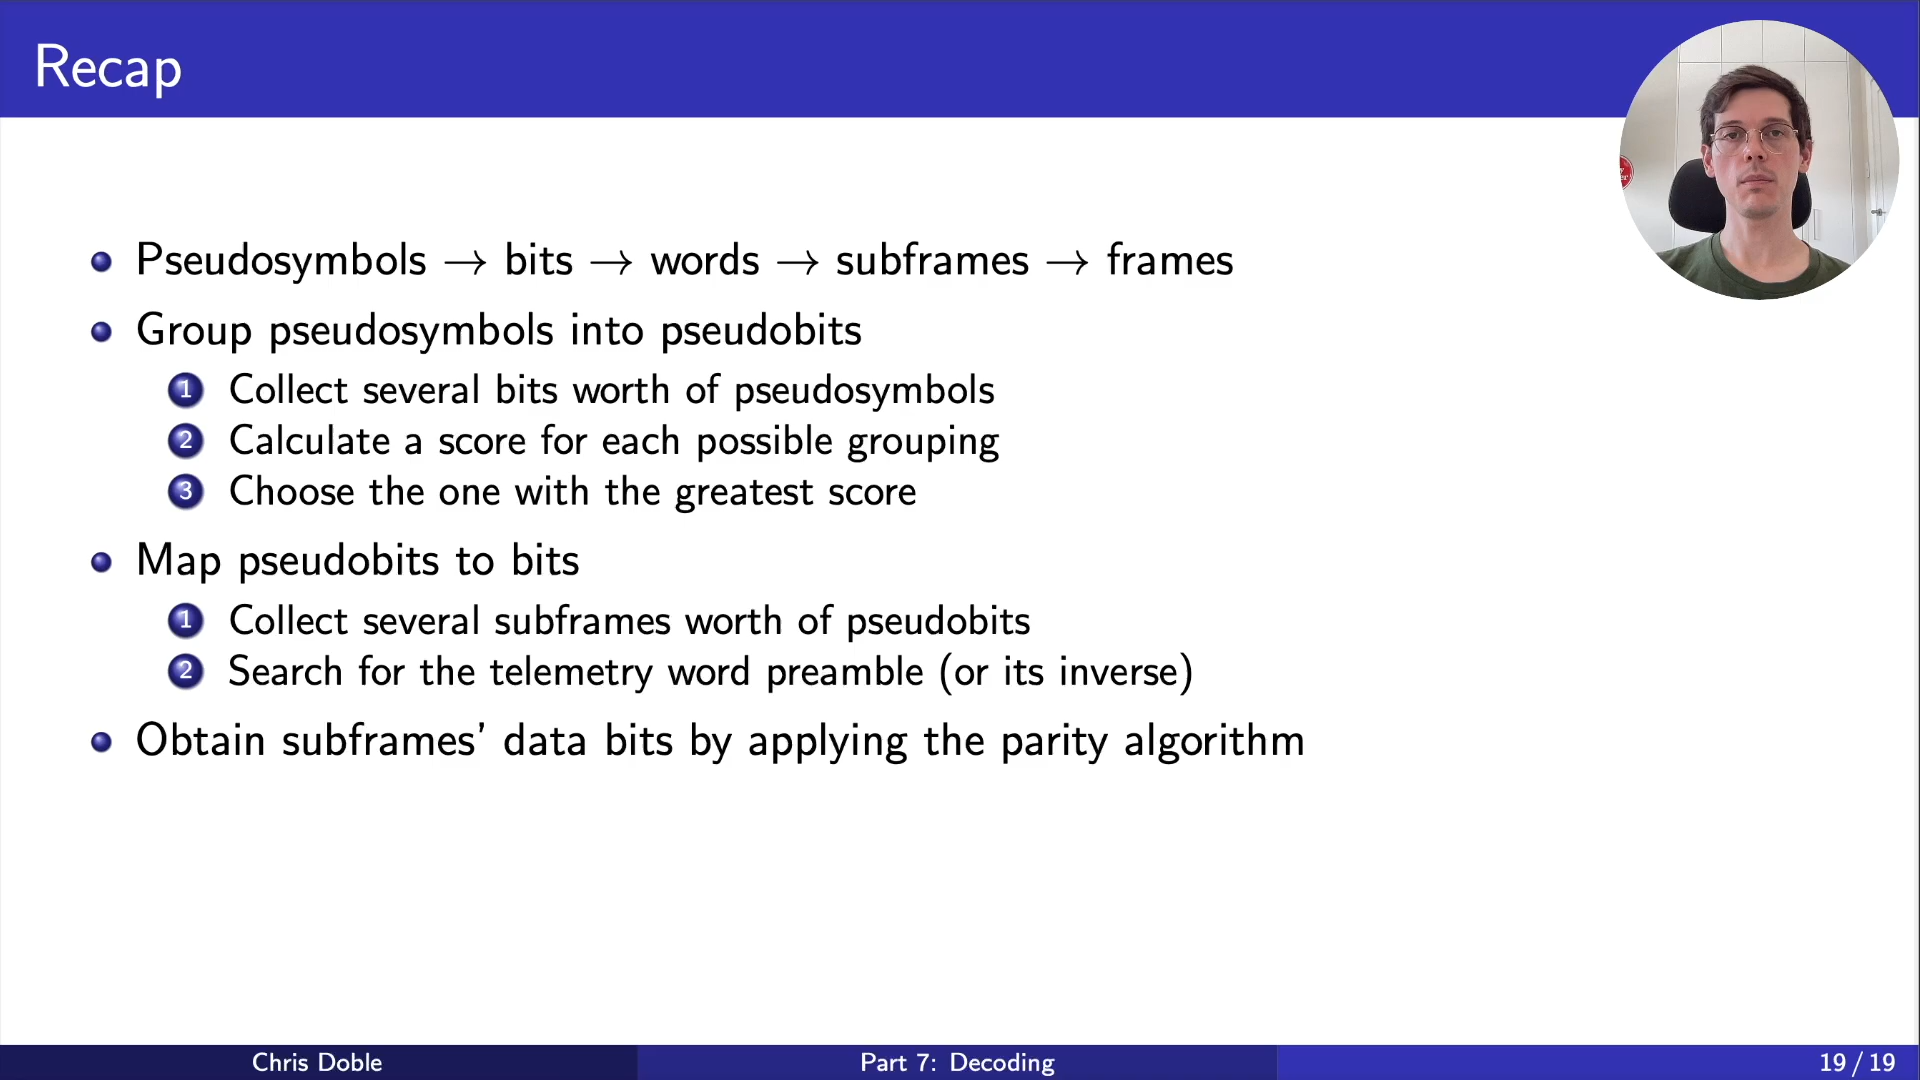 Recap
Pseudosymbols → bits → words → subframes → frames
Group pseudosymbols into pseudobits
1 Collect several bits worth of pseudosymbols
2 Calculate a score for each possible grouping
3 Choose the one with the greatest score
Map pseudobits to bits
1 Collect several subframes worth of pseudobits
2 Search for the telemetry word preamble (or its inverse)
Obtain subframes’ data bits by applying the parity algorithm
Chris Doble
Part 7: Decoding
19 / 19